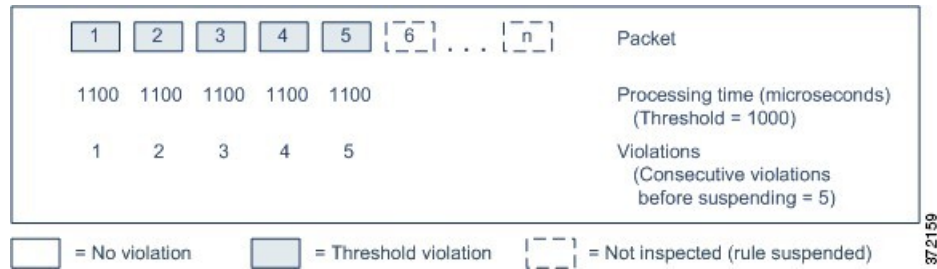 1 2 3 4 5 6 . . . n Packet
1100 1100 1100 1100 1100 Processing time (microseconds)
(Threshold = 1000)
1 2 3 4 5 Violations
(Consecutive violations
before suspending = 5)
= No violation = Threshold violation = Not inspected (rule suspended)
372159